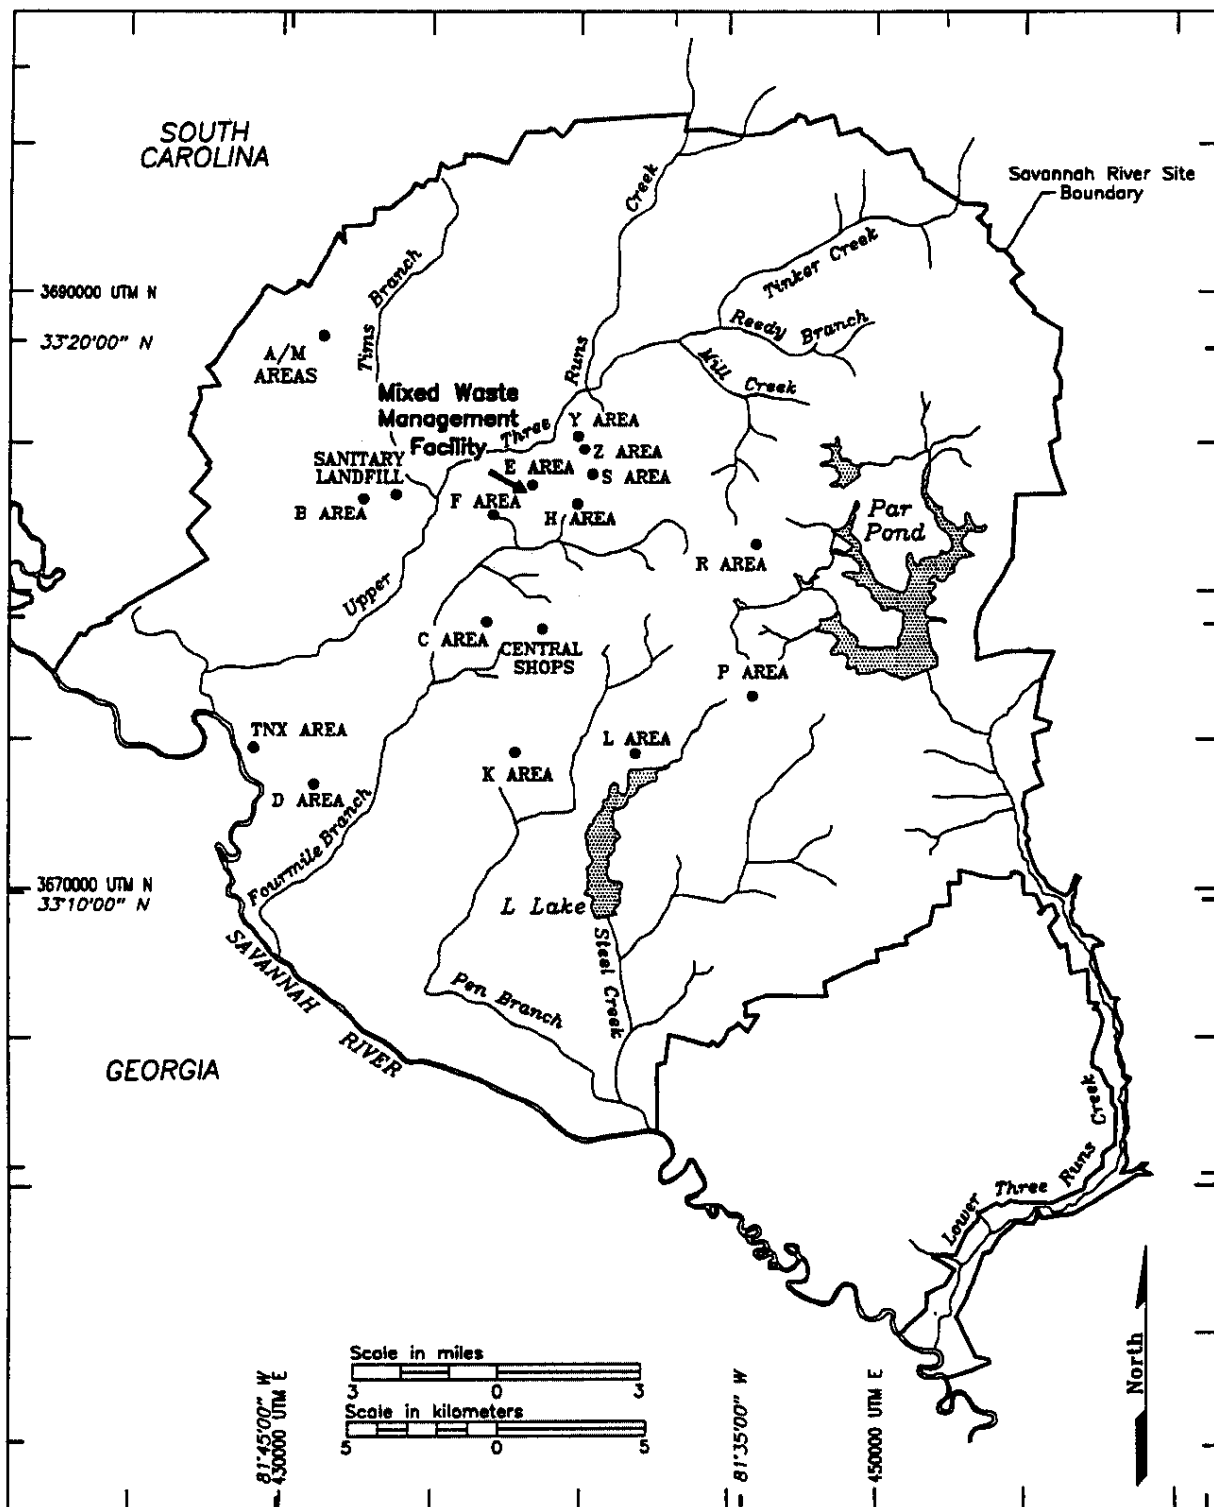 SOUTH
CAROLINA
Savannah River Site
Boundary
Creek
Tinker Creek
Branch
3690000 UTM N
33°20'00" N
Reedy Branch
A/M
AREAS
Tims
Runs
Mill
Creek
Mixed Waste
Management
Facility
Three
Y AREA
Z AREA
SANITARY
LANDFILL
E AREA
S AREA
B AREA
F AREA
H AREA
Par
Pond
R AREA
Upper
C AREA
CENTRAL
SHOPS
P AREA
TNX AREA
L AREA
K AREA
D AREA
Fourmile Branch
3670000 UTM N
33°10'00" N
L Lake
Steel Creek
SAVANNAH
RIVER
Pen Branch
GEORGIA
Lower Three Runs Creek
North
Scale in miles
3 0 3
Scale in kilometers
5 0 5
81°45'00" W
430000 UTM E
81°35'00" W
450000 UTM E